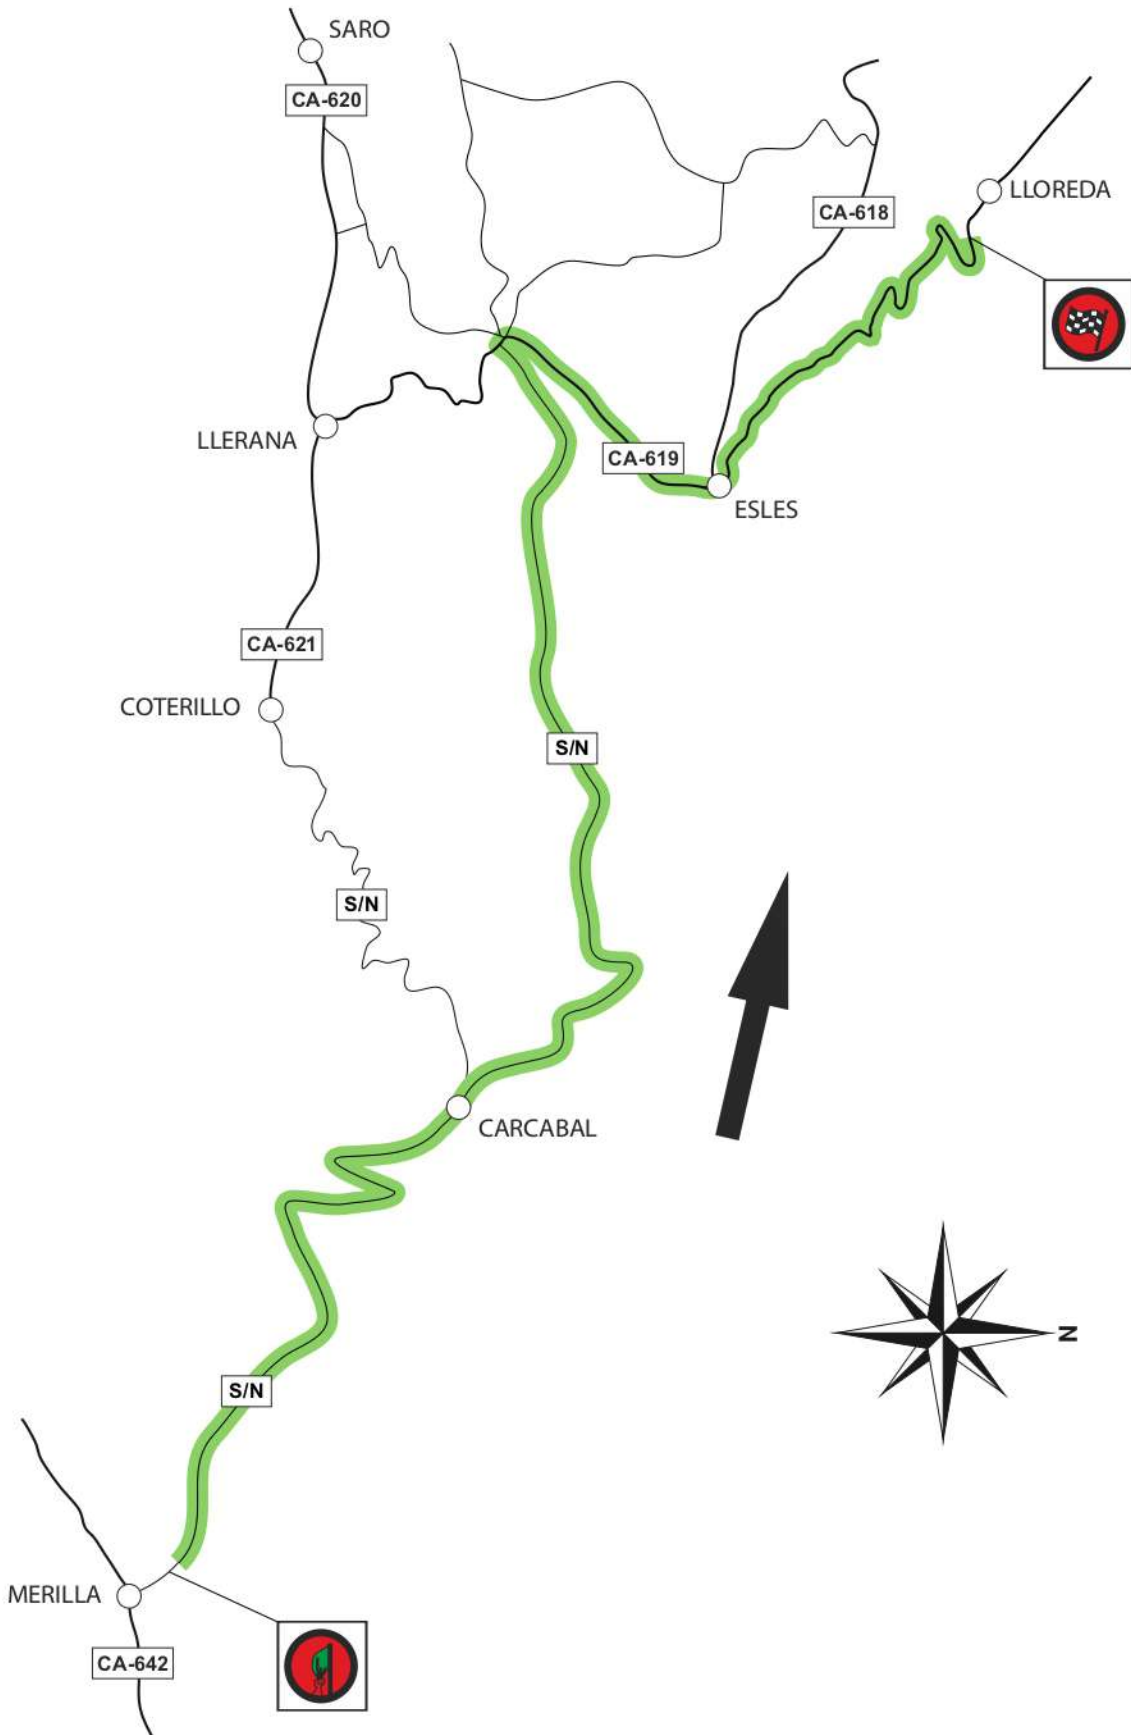 SARO
CA-620
LLOREDA
CA-618
LLERANA
CA-619
ESLES
CA-621
COTERILLO
S/N
S/N
CARCABAL
N
S/N
MERILLA
CA-642